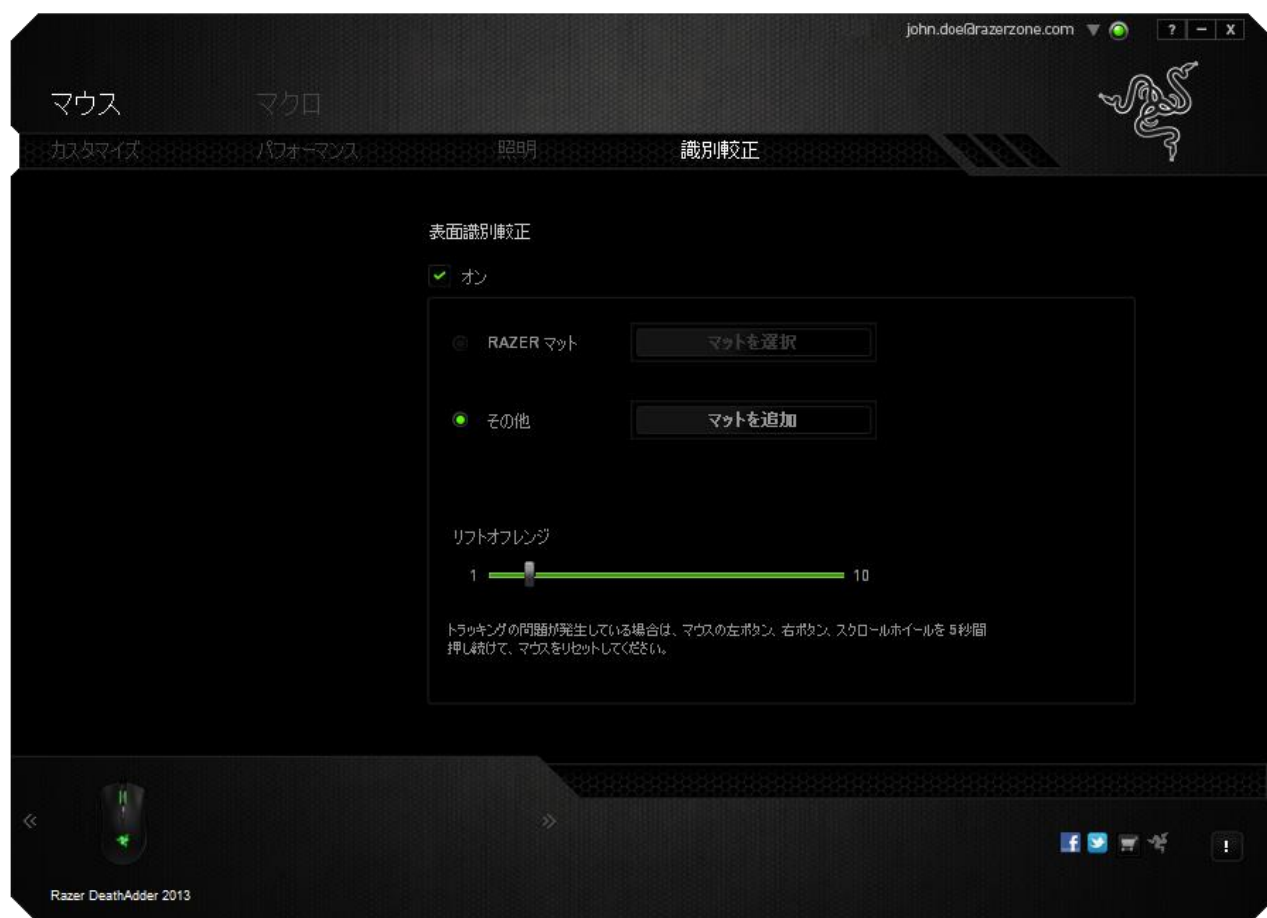 john.doe@razerzone.com
? − X
マウス マクロ
カスタマイズ パフォーマンス 照明 識別較正
表面識別較正
オン
RAZER マット マットを選択
その他 マットを追加
リフトオフレンジ
1 10
トラッキングの問題が発生している場合は、マウスの左ボタン、右ボタン、スクロールホイールを 5 秒間
押し続けて、マウスをリセットしてください。
Razer DeathAdder 2013
!